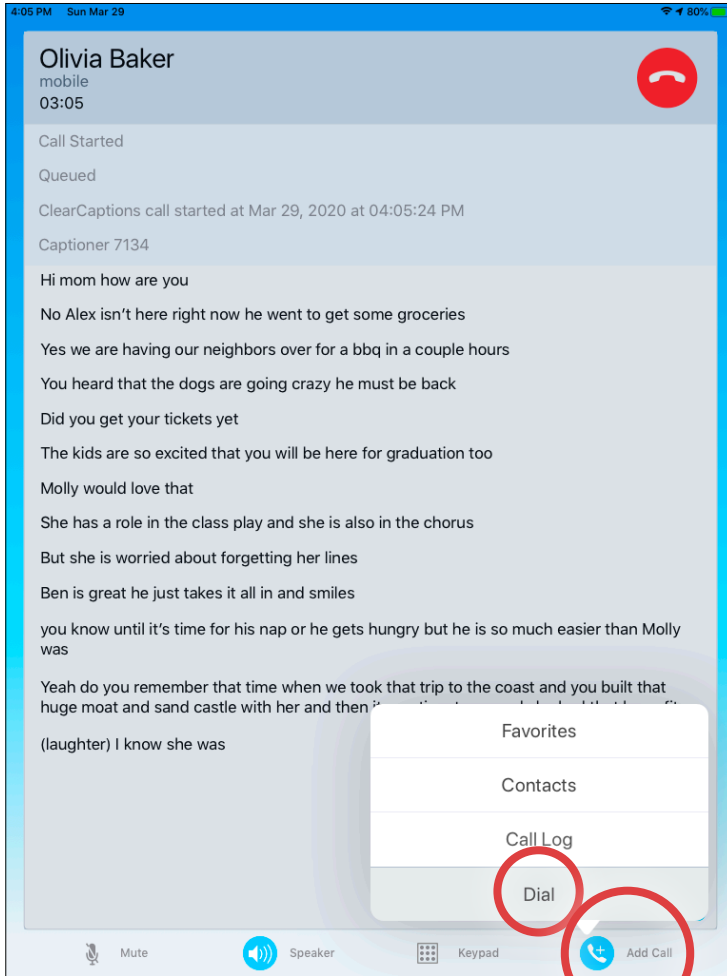 4:05 PM Sun Mar 29
80%
Olivia Baker
mobile
03:05
Call Started
Queued
ClearCaptions call started at Mar 29, 2020 at 04:05:24 PM
Captioner 7134
Hi mom how are you
No Alex isn’t here right now he went to get some groceries
Yes we are having our neighbors over for a bbq in a couple hours
You heard that the dogs are going crazy he must be back
Did you get your tickets yet
The kids are so excited that you will be here for graduation too
Molly would love that
She has a role in the class play and she is also in the chorus
But she is worried about forgetting her lines
Ben is great he just takes it all in and smiles
you know until it’s time for his nap or he gets hungry but he is so much easier than Molly
was
Yeah do you remember that time when we took that trip to the coast and you built that
huge moat and sand castle with her and then
(laughter) I know she was
Favorites
Contacts
Call Log
Dial
Mute
Speaker
Keypad
Add Call